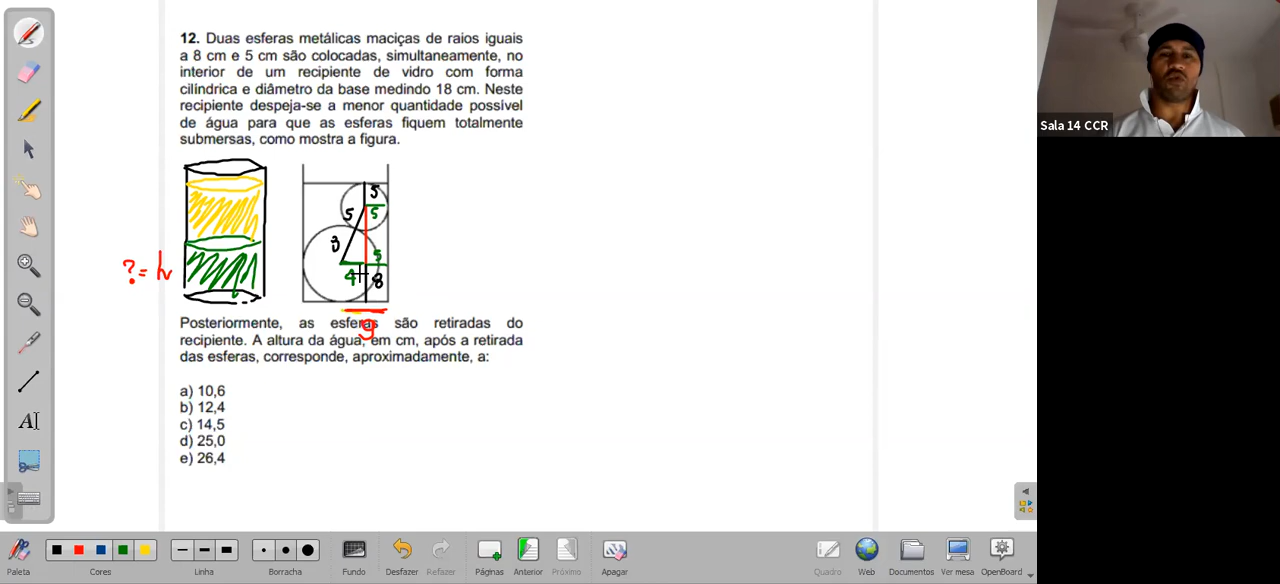 12. Duas esferas metálicas maciças de raios iguais
a 8 cm e 5 cm são colocadas, simultaneamente, no
interior de um recipiente de vidro com forma
cilíndrica e diâmetro da base medindo 18 cm. Neste
recipiente despeja-se a menor quantidade possível
de água para que as esferas fiquem totalmente
submersas, como mostra a figura.
5
5
5
8
5
4
8
? = h
9
Posteriormente, as esferas são retiradas do
recipiente. A altura da água, em cm, após a retirada
das esferas, corresponde, aproximadamente, a:
a) 10,6
b) 12,4
c) 14,5
d) 25,0
e) 26,4
Sala 14 CCR
A
Paleta
Cores
Linha
Borracha
Fundo
Desfazer
Refazer
Páginas
Anterior
Próximo
Apagar
Quadro
Web
Documentos
Ver mesa
OpenBoard